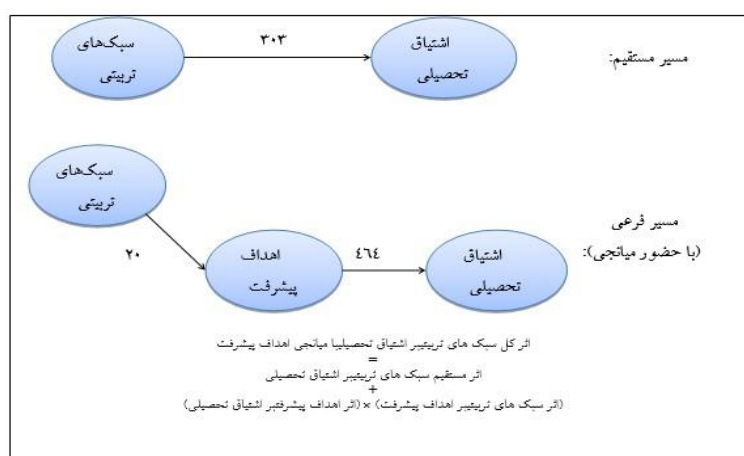 سبک‌های
تربیتی
۳۰۳
اشتیاق
تحصیلی
مسیر مستقیم:
سبک‌های
تربیتی
۲۰
اهداف
پیشرفت
٤٦٤
اشتیاق
تحصیلی
مسیر فرعی
(با حضور میانجی):
اثر کل سبک های تربیتیبر اشتیاق تحصیلیبا میانجی اهداف پیشرفت
=
اثر مستقیم سبک های تربیتیبر اشتیاق تحصیلی
+
(اثر سبک های تربیتیبر اهداف پیشرفت) × (اثر اهداف پیشرفتبر اشتیاق تحصیلی)